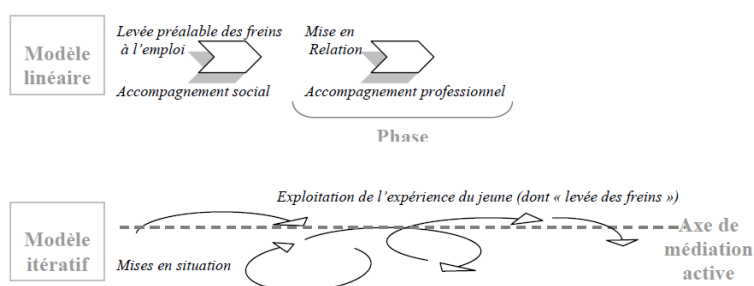 Levée préalable des freins
à l'emploi
Mise en
Relation
Modèle
linéaire
Accompagnement social
Accompagnement professionnel
Phase
Exploitation de l'expérience du jeune (dont « levée des freins »)
Modèle
itératif
Mises en situation
Axe de
médiation
active